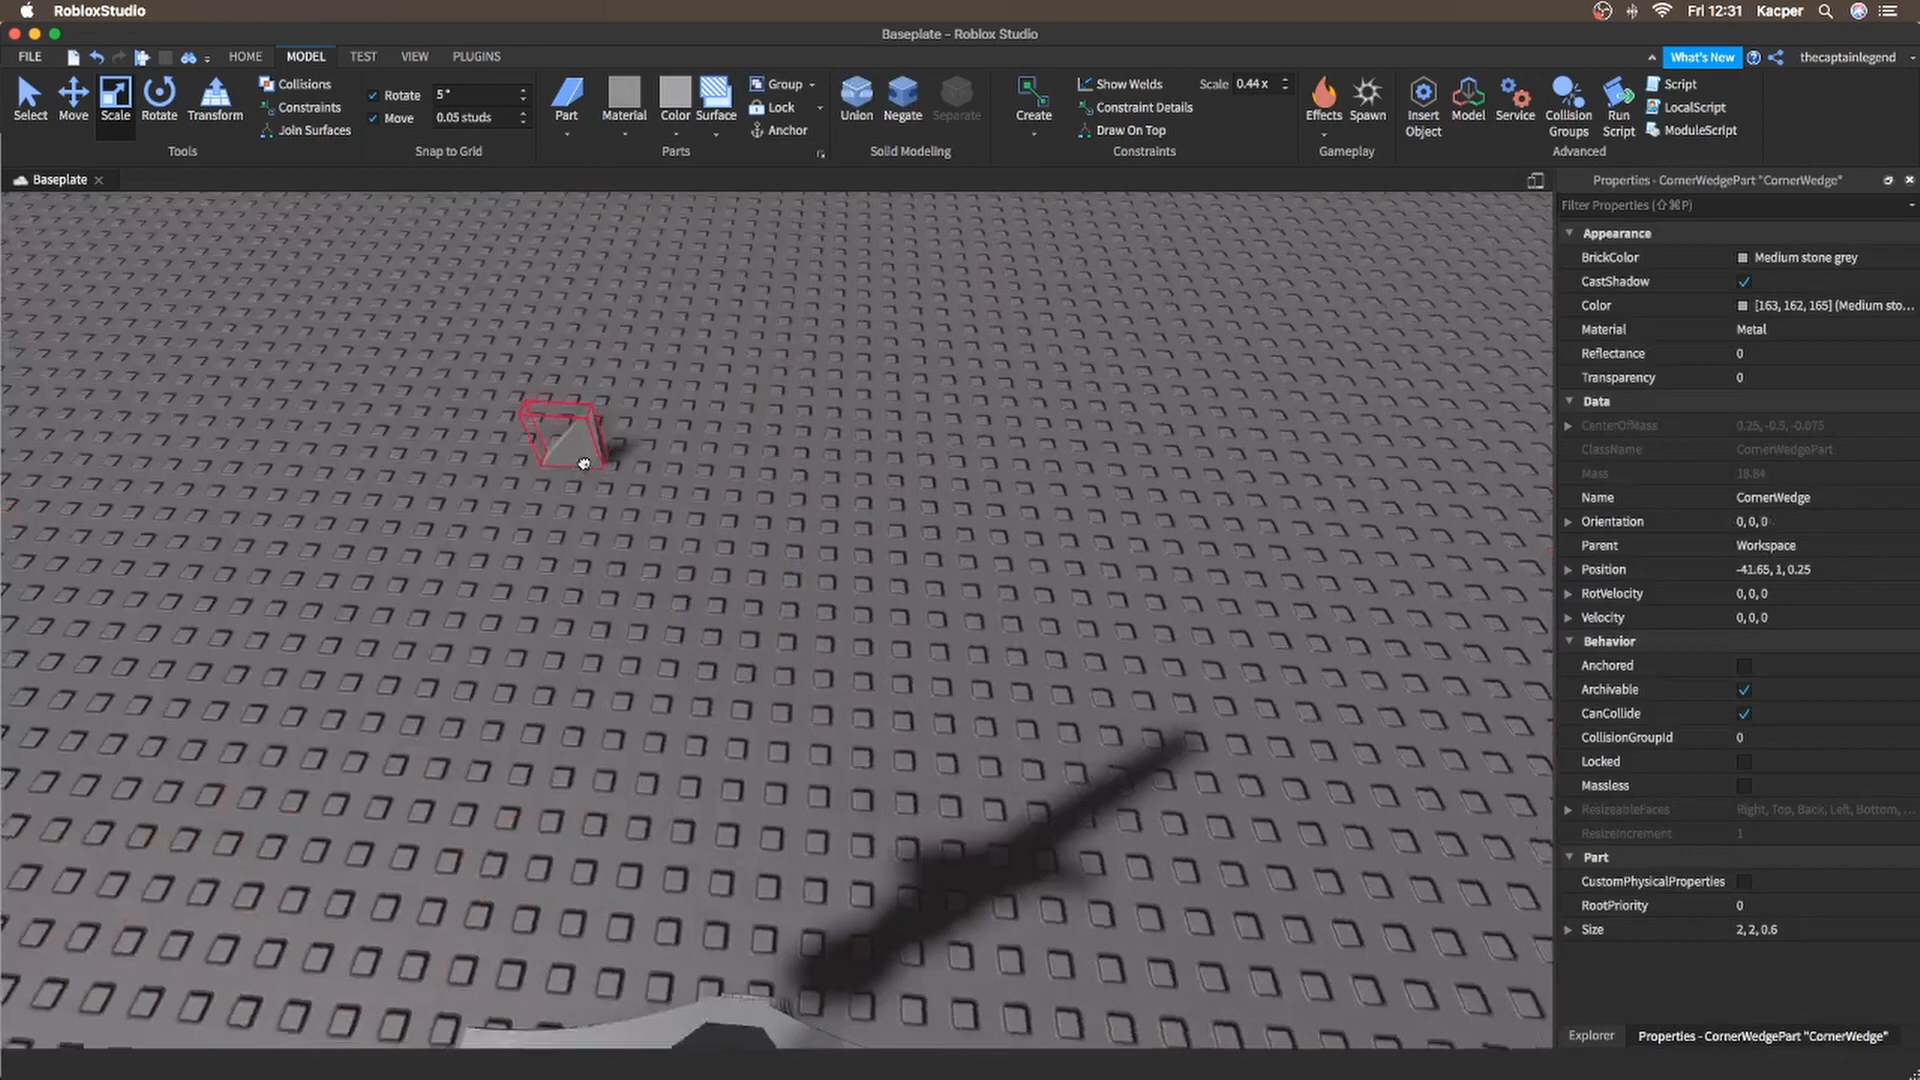 RobloxStudio
Fri 12:31 Kacper
Baseplate - Roblox Studio
FILE HOME MODEL TEST VIEW PLUGINS What's New thecaptainlegend
Select Move Scale Rotate Transform
Collisions
Constraints
Join Surfaces
Tools
Rotate 5°
Move 0.05 studs
Snap to Grid
Part Material Color Surface
Group
Lock
Anchor
Parts
Union Negate Separate
Solid Modeling
Create
Show Welds Scale 0.44 x
Constraint Details
Draw On Top
Constraints
Effects Spawn
Gameplay
Insert Object Model Service Collision Groups Run Script
Script
LocalScript
ModuleScript
Advanced
Baseplate
Properties - CornerWedgePart "CornerWedge"
Filter Properties (⇧⌘P)
Appearance
BrickColor Medium stone grey
CastShadow
Color [163, 162, 165] (Medium sto...
Material Metal
Reflectance 0
Transparency 0
Data
CenterOfMass 0.25, -0.5, -0.075
ClassName CornerWedgePart
Mass 18.84
Name CornerWedge
Orientation 0, 0, 0
Parent Workspace
Position -41.65, 1, 0.25
RotVelocity 0, 0, 0
Velocity 0, 0, 0
Behavior
Anchored
Archivable
CanCollide
CollisionGroupId 0
Locked
Massless
ResizeableFaces Right, Top, Back, Left, Bottom, ...
ResizeIncrement 1
Part
CustomPhysicalProperties
RootPriority 0
Size 2, 2, 0.6
Explorer Properties - CornerWedgePart "CornerWedge"